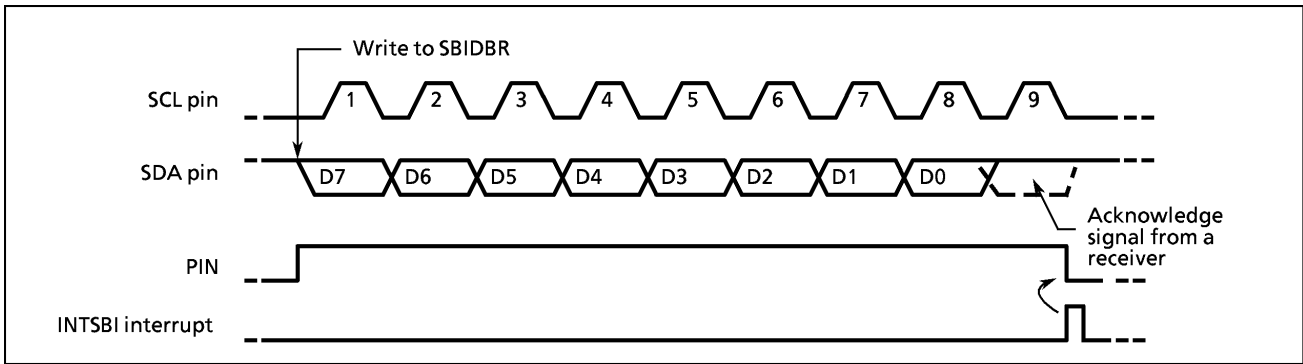 Write to SBIDBR
SCL pin
1 2 3 4 5 6 7 8 9
SDA pin
D7 D6 D5 D4 D3 D2 D1 D0
Acknowledge
signal from a
receiver
PIN
INTSBI interrupt